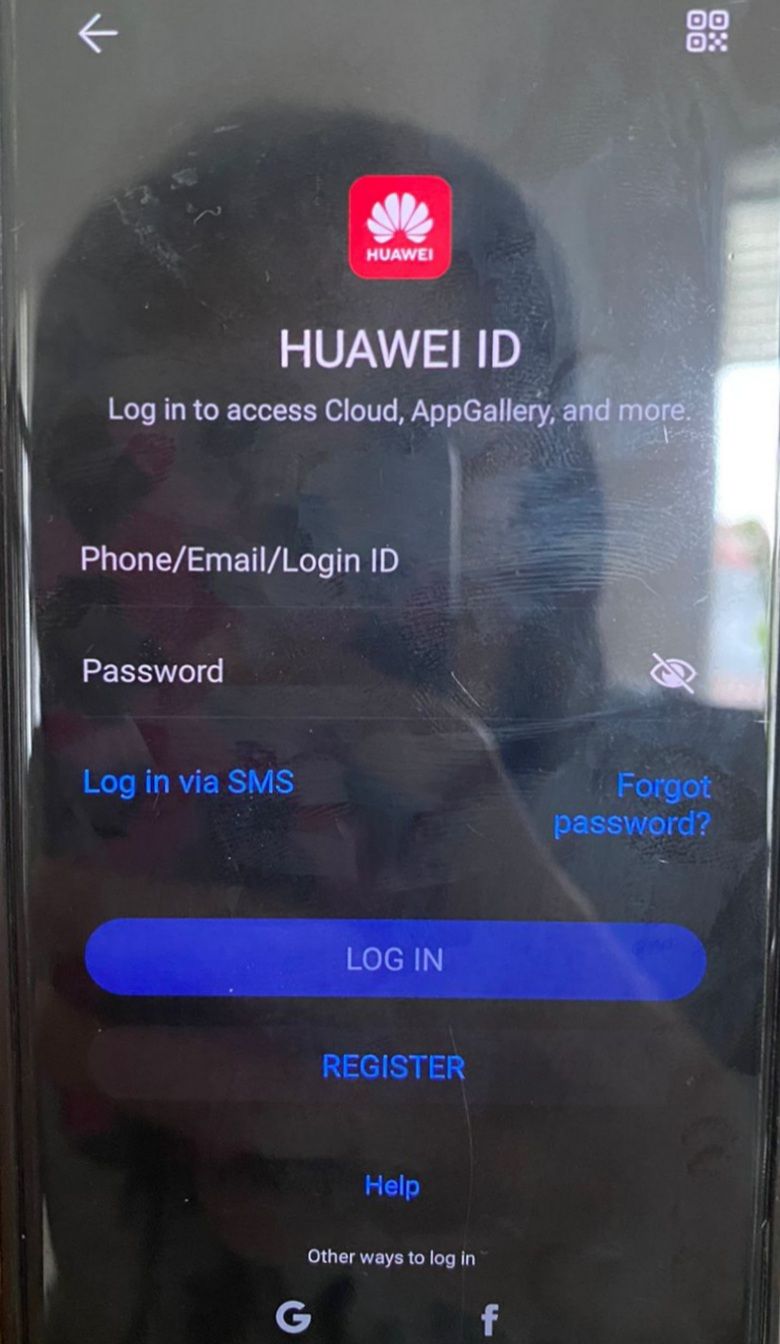 HUAWEI
HUAWEI ID
Log in to access Cloud, AppGallery, and more.
Phone/Email/Login ID
Password
Log in via SMS
Forgot
password?
LOG IN
REGISTER
Help
Other ways to log in
G
f